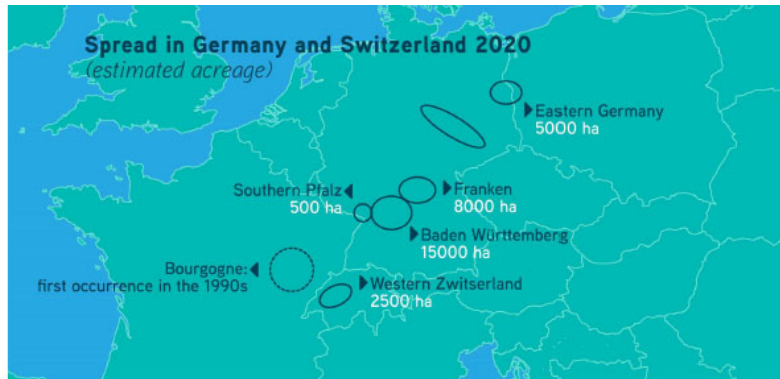 Spread in Germany and Switzerland 2020
(estimated acreage)
Eastern Germany
5000 ha
Southern Pfalz
500 ha
Franken
8000 ha
Baden Württemberg
15000 ha
Bourgogne:
first occurrence in the 1990s
Western Zwitserland
2500 ha